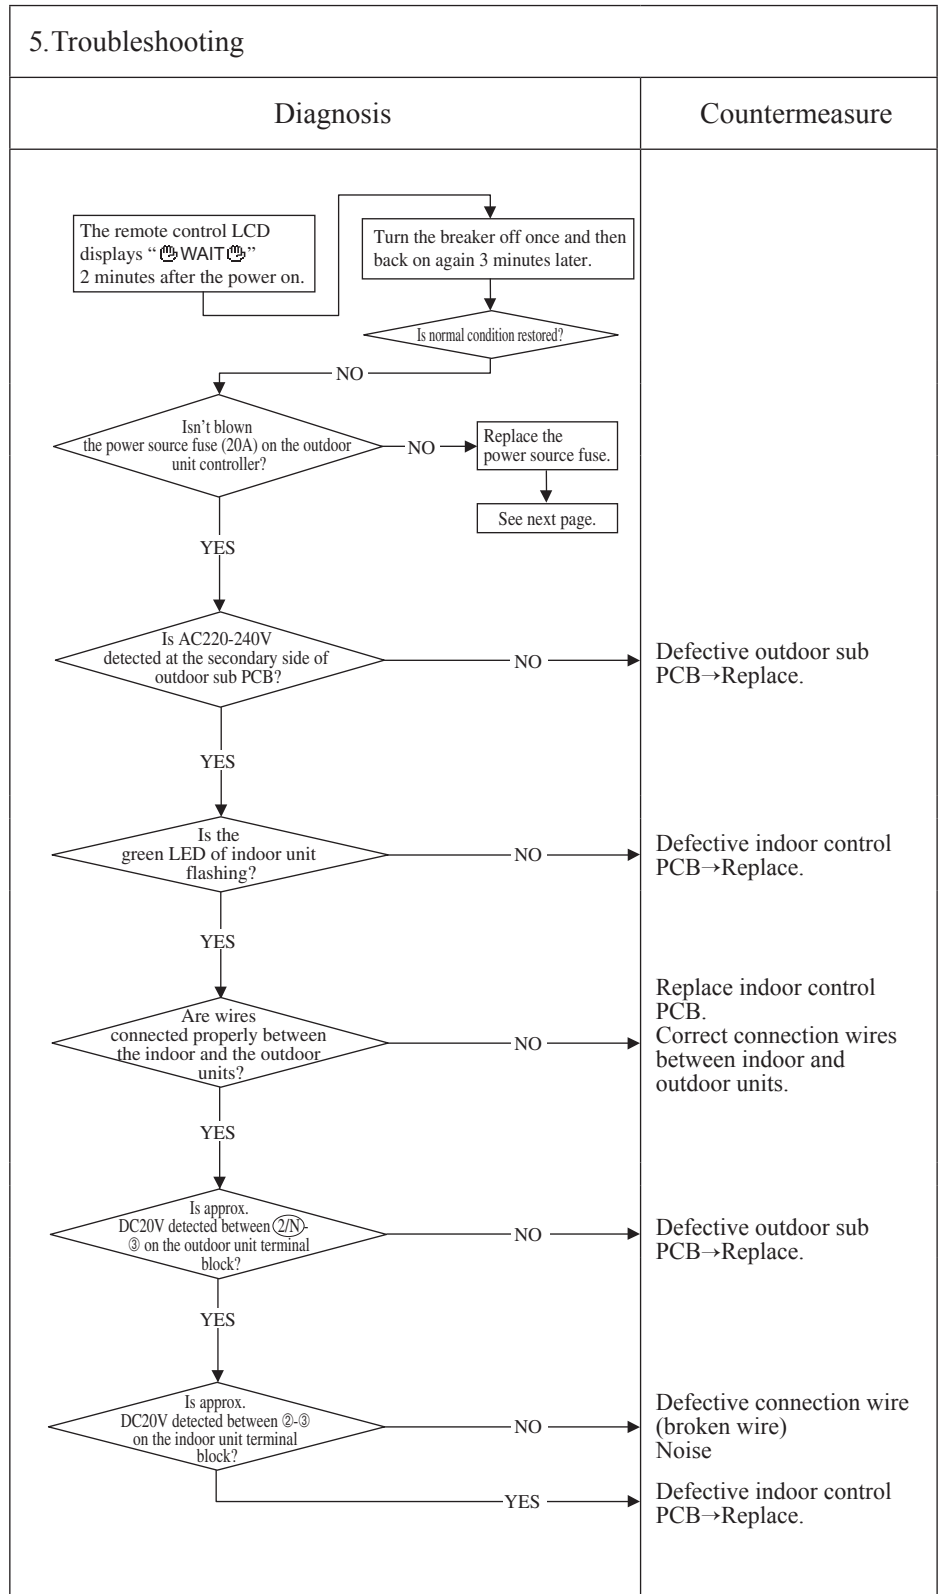 5.Troubleshooting
Diagnosis
Countermeasure
The remote control LCD
displays “ WAIT ”
2 minutes after the power on.
Turn the breaker off once and then
back on again 3 minutes later.
Is normal condition restored?
NO
Isn't blown
the power source fuse (20A) on the outdoor
unit controller?
NO
Replace the
power source fuse.
See next page.
YES
Is AC220-240V
detected at the secondary side of
outdoor sub PCB?
NO
Defective outdoor sub
PCB→Replace.
YES
Is the
green LED of indoor unit
flashing?
NO
Defective indoor control
PCB→Replace.
YES
Are wires
connected properly between
the indoor and the outdoor
units?
NO
Replace indoor control
PCB.
Correct connection wires
between indoor and
outdoor units.
YES
Is approx.
DC20V detected between 2/N-
③ on the outdoor unit terminal
block?
NO
Defective outdoor sub
PCB→Replace.
YES
Is approx.
DC20V detected between ②-③
on the indoor unit terminal
block?
NO
Defective connection wire
(broken wire)
Noise
YES
Defective indoor control
PCB→Replace.